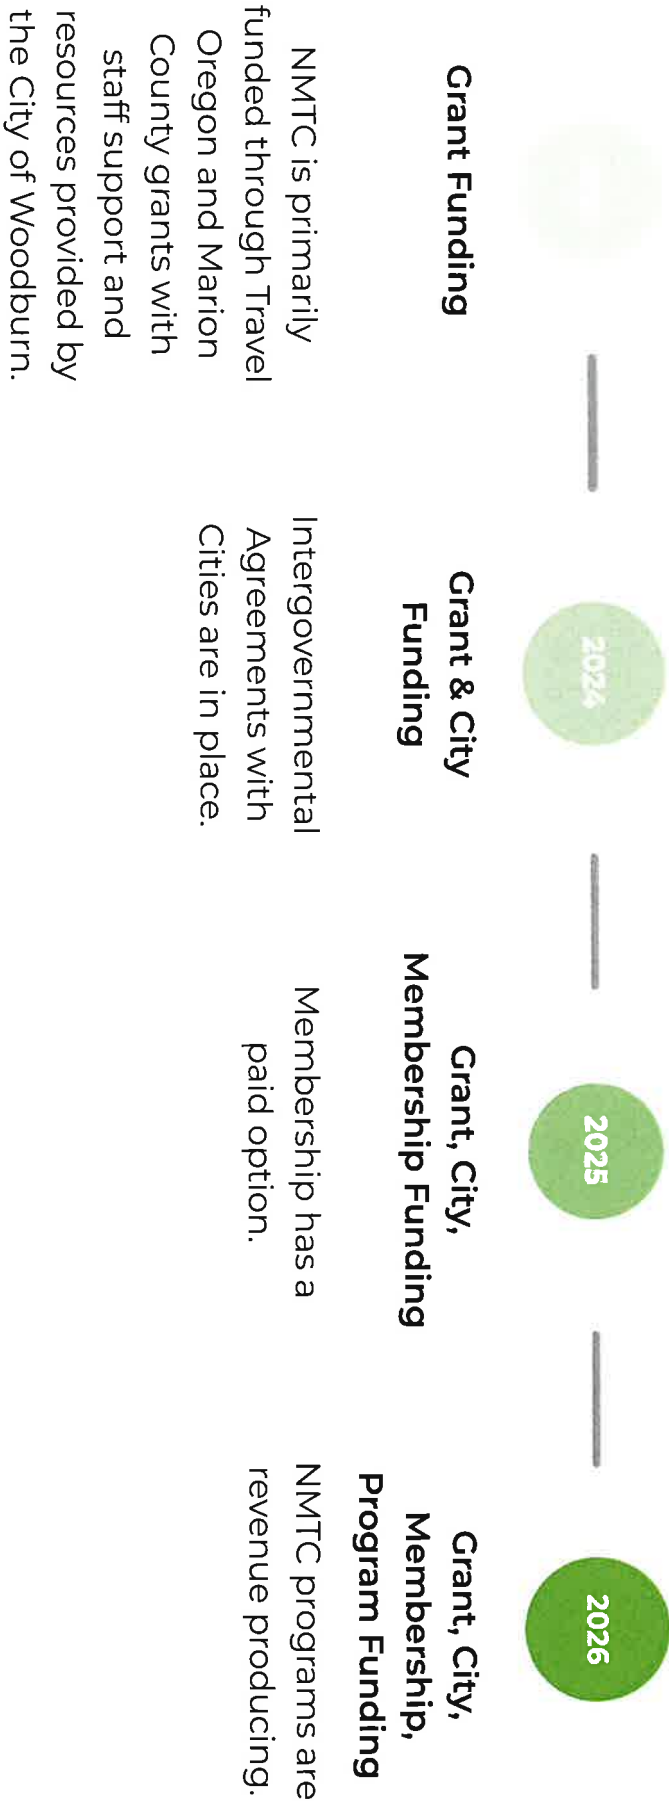 Grant Funding
NMTC is primarily
funded through Travel
Oregon and Marion
County grants with
staff support and
resources provided by
the City of Woodburn.
2024
Grant & City
Funding
Intergovernmental
Agreements with
Cities are in place.
2025
Grant, City,
Membership Funding
Membership has a
paid option.
2026
Grant, City,
Membership,
Program Funding
NMTC programs are
revenue producing.